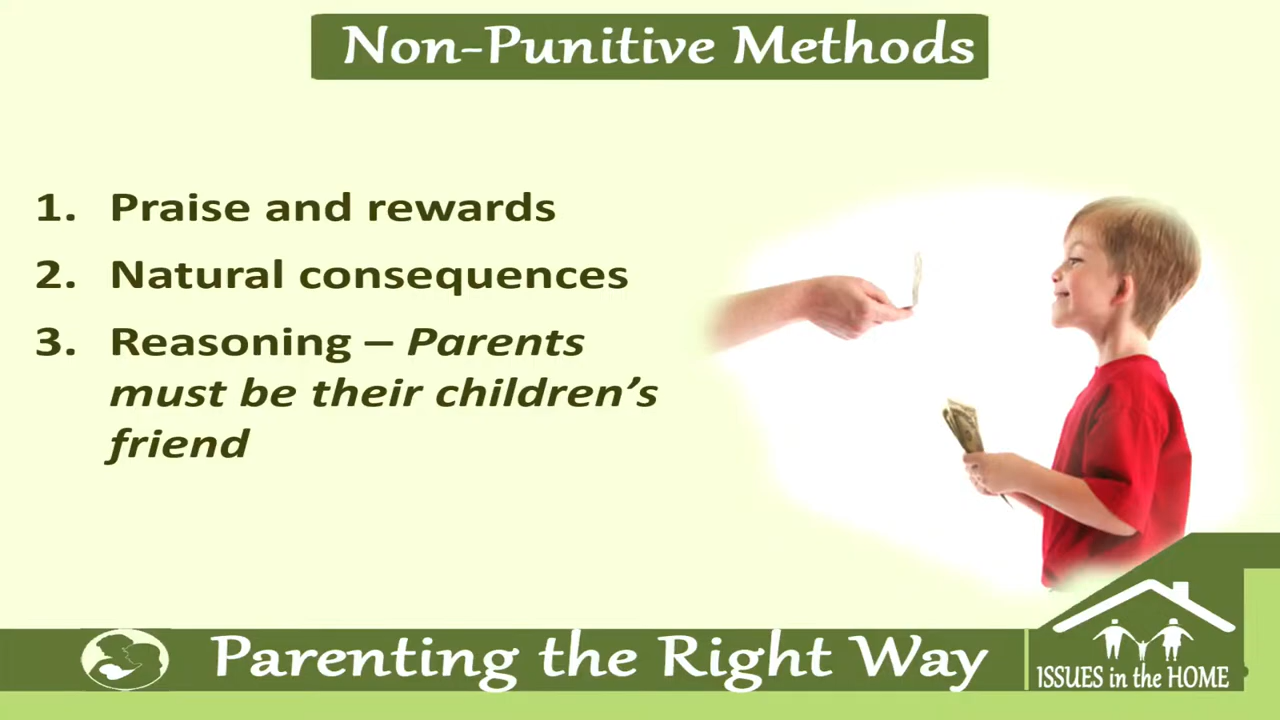 Non-Punitive Methods
1. Praise and rewards
2. Natural consequences
3. Reasoning – Parents
must be their children’s
friend
Parenting the Right Way
ISSUES in the HOME